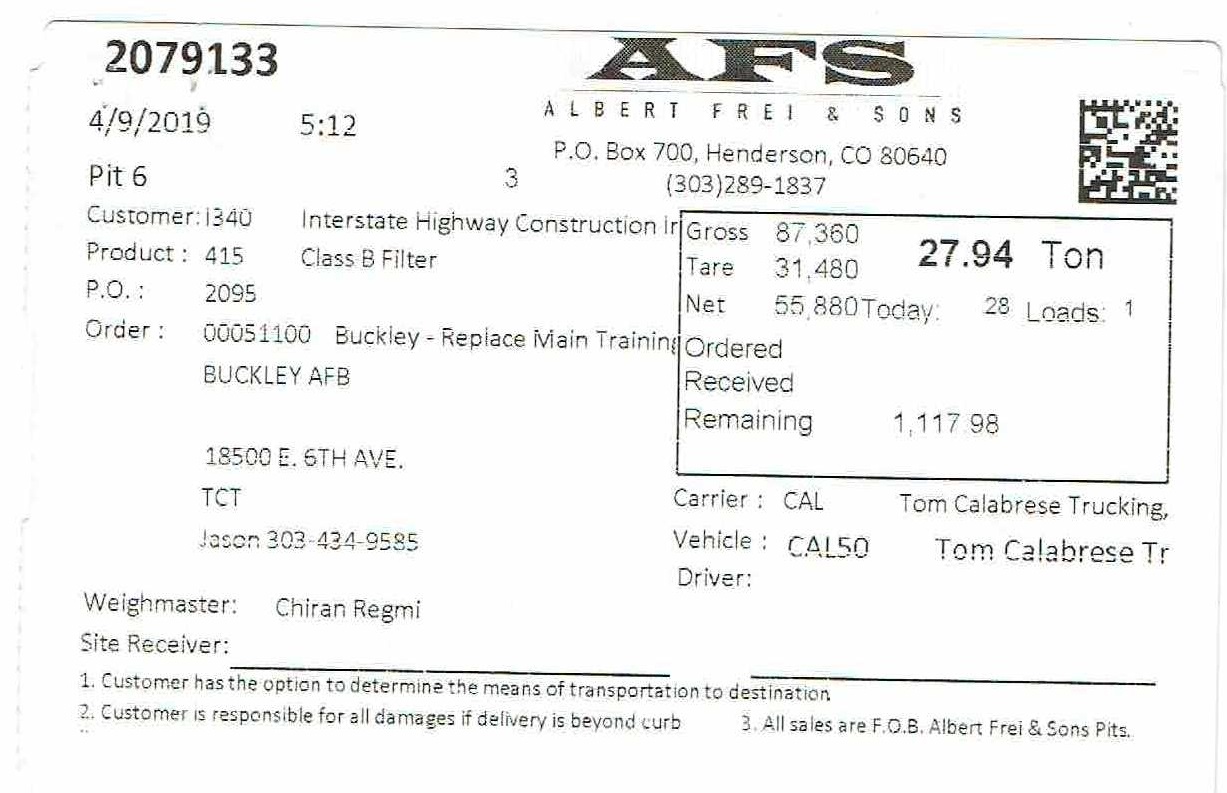 2079133
AFS
ALBERT FREI & SONS
4/9/2019 5:12
P.O. Box 700, Henderson, CO 80640
Pit 6 3 (303)289-1837
Customer: I340 Interstate Highway Construction In
Gross 87,360 27.94 Ton
Product : 415 Class B Filter
Tare 31,480
P.O. : 2095
Net 55,880 Today: 28 Loads: 1
Order : 00051100 Buckley - Replace Main Training
Ordered
BUCKLEY AFB
Received
Remaining 1,117.98
18500 E. 6TH AVE.
TCT
Carrier : CAL Tom Calabrese Trucking,
Jason 303-434-9585
Vehicle : CAL50 Tom Calabrese Tr
Driver:
Weighmaster: Chiran Regmi
Site Receiver:
1. Customer has the option to determine the means of transportation to destination
2. Customer is responsible for all damages if delivery is beyond curb 3. All sales are F.O.B. Albert Frei & Sons Pits.